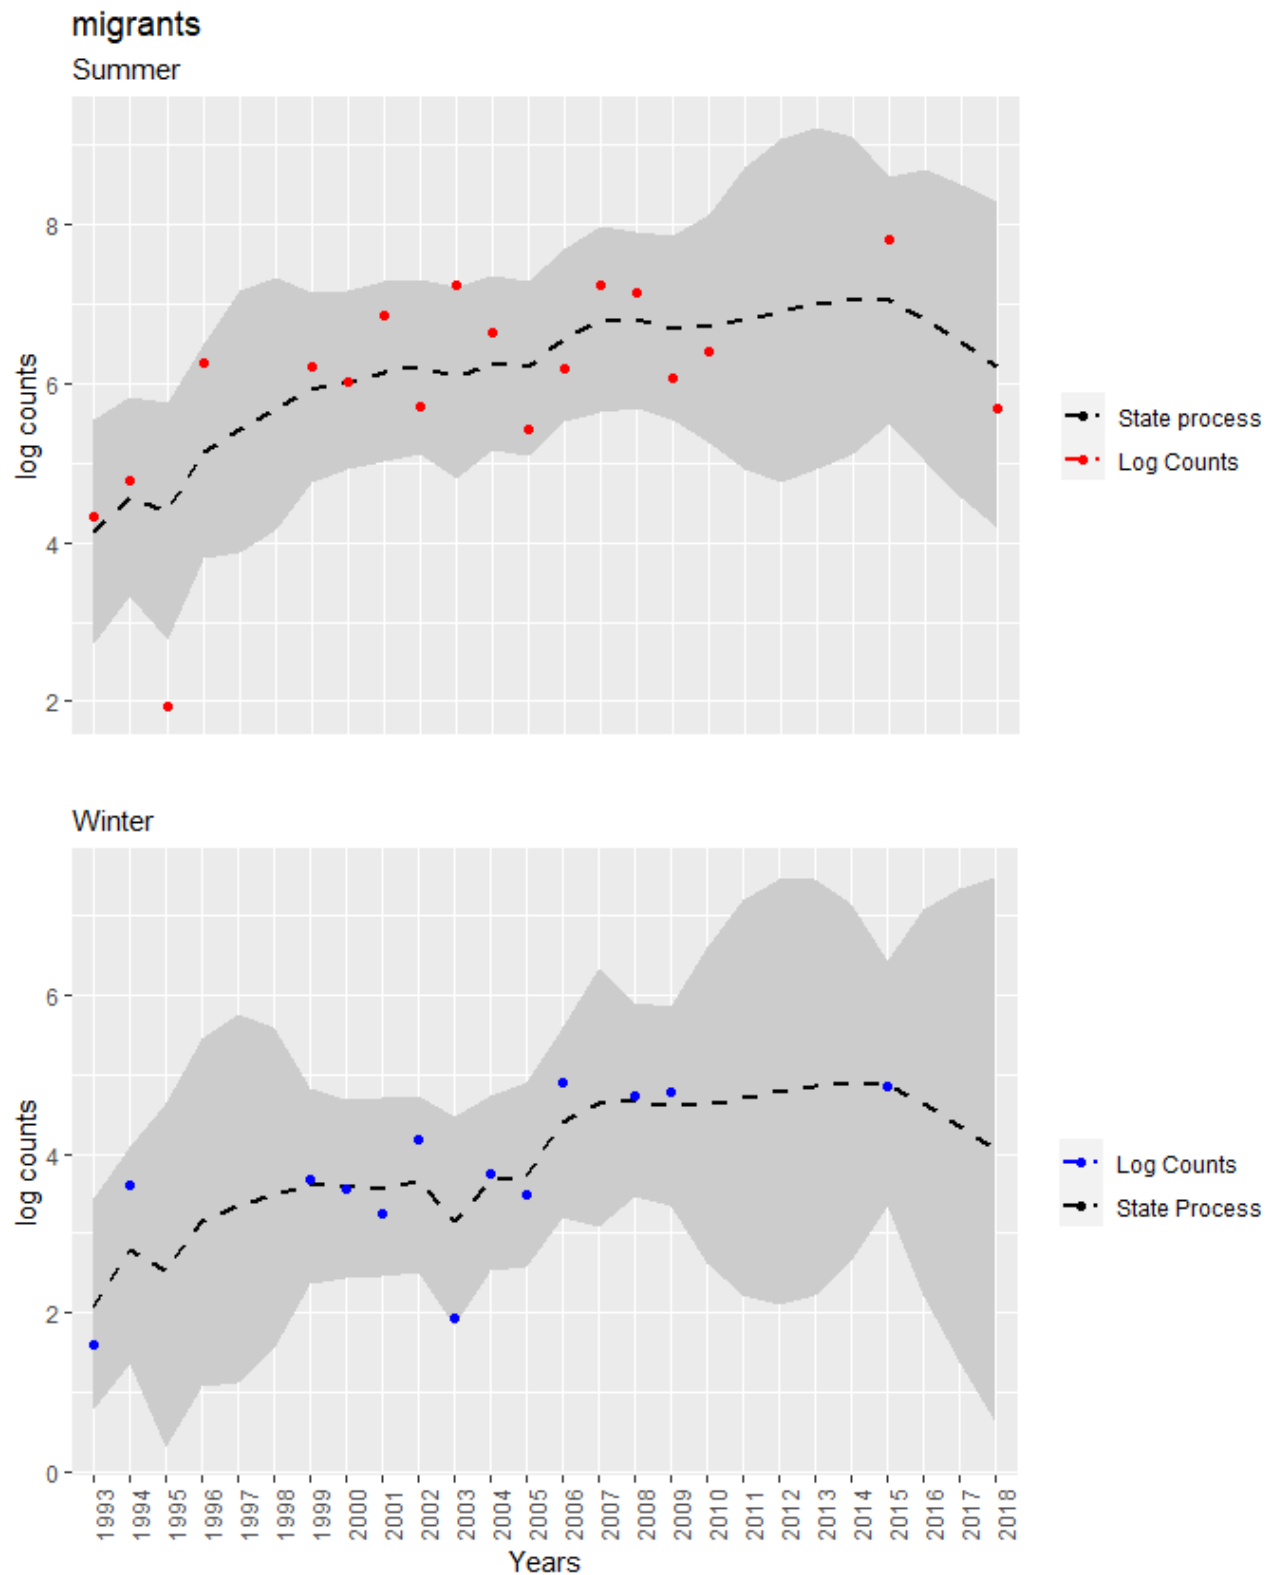 migrants
Summer
8
6
4
2
log counts
State process
Log Counts
Winter
6
4
2
0
log counts
Log Counts
State Process
1993 1994 1995 1996 1997 1998 1999 2000 2001 2002 2003 2004 2005 2006 2007 2008 2009 2010 2011 2012 2013 2014 2015 2016 2017 2018
Years